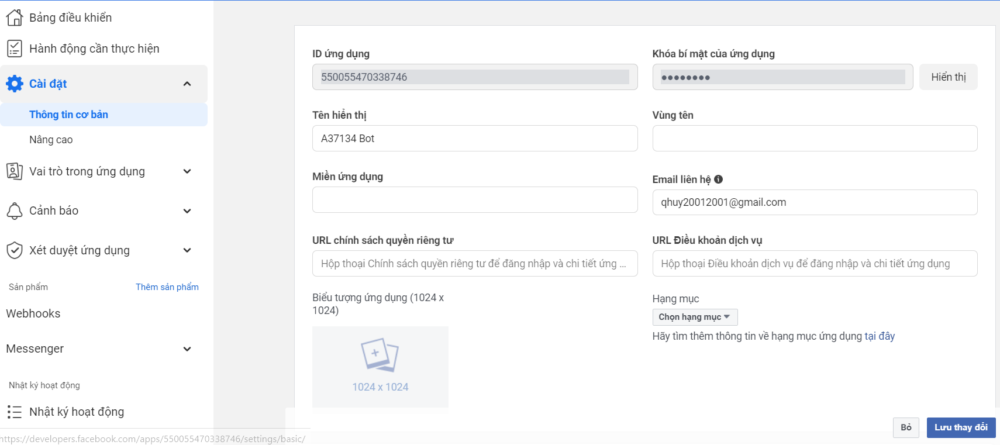 Bảng điều khiển
Hành động cần thực hiện
Cài đặt
Thông tin cơ bản
Nâng cao
Vai trò trong ứng dụng
Cảnh báo
Xét duyệt ứng dụng
Sản phẩm
Thêm sản phẩm
Webhooks
Messenger
Nhật ký hoạt động
Nhật ký hoạt động
https://developers.facebook.com/apps/550055470338746/settings/basic/
ID ứng dụng
550055470338746
Khóa bí mật của ứng dụng
●●●●●●●●
Hiển thị
Tên hiển thị
A37134 Bot
Vùng tên
Miền ứng dụng
Email liên hệ
qhuy20012001@gmail.com
URL chính sách quyền riêng tư
Hộp thoại Chính sách quyền riêng tư để đăng nhập và chi tiết ứng ...
URL Điều khoản dịch vụ
Hộp thoại Điều khoản dịch vụ để đăng nhập và chi tiết ứng dụng
Biểu tượng ứng dụng (1024 x
1024)
1024 x 1024
Hạng mục
Chọn hạng mục
Hãy tìm thêm thông tin về hạng mục ứng dụng tại đây
Bỏ
Lưu thay đổi